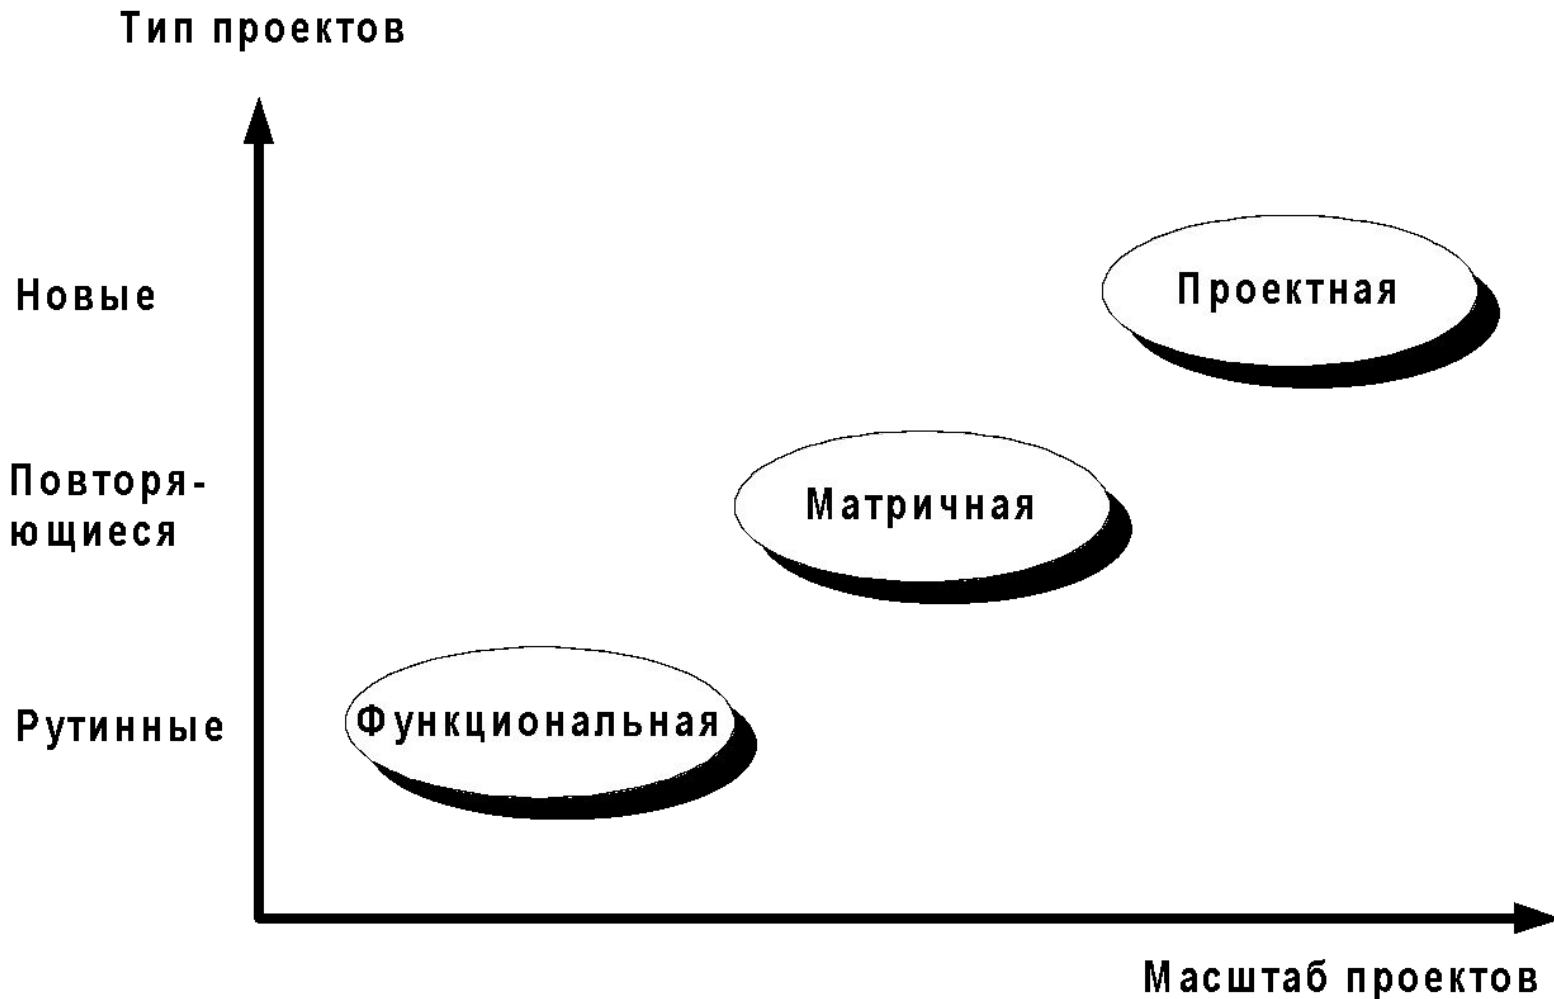 Тип проектов
Новые
Проектная
Повторя-
ющиеся
Матричная
Рутинные
Функциональная
Масштаб проектов